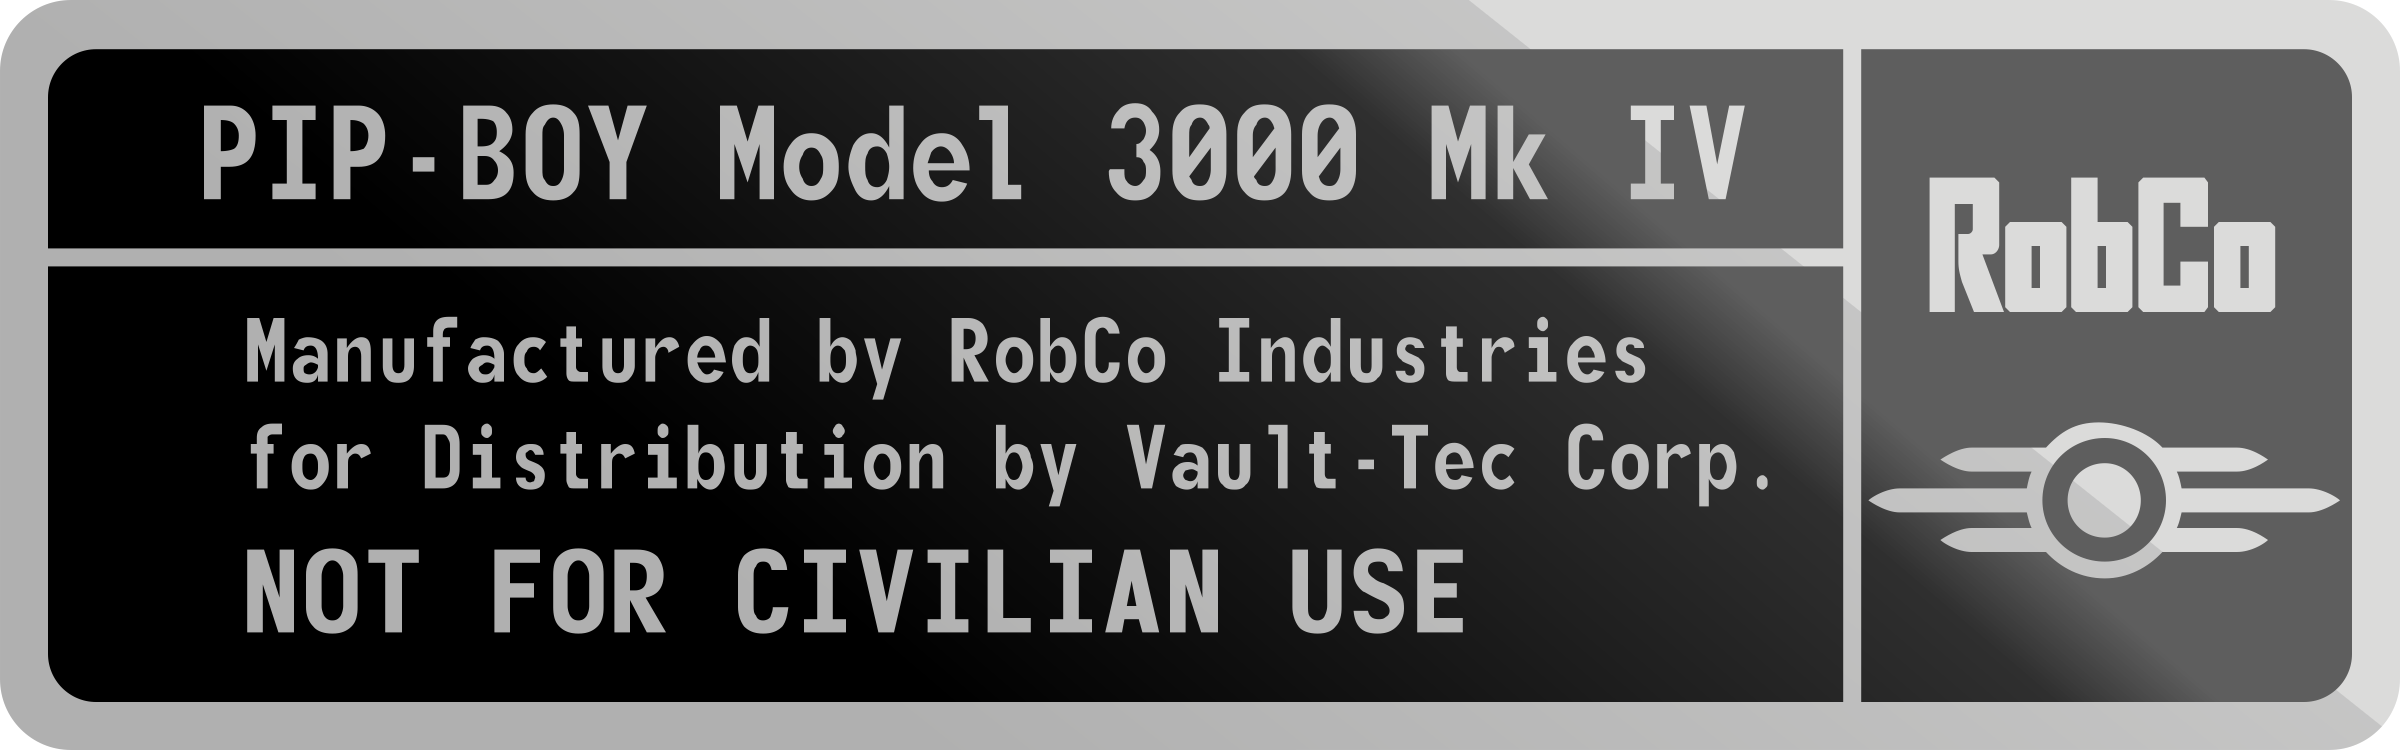 PIP-BOY Model 3000 Mk IV
Manufactured by RobCo Industries
for Distribution by Vault-Tec Corp.
NOT FOR CIVILIAN USE
RobCo